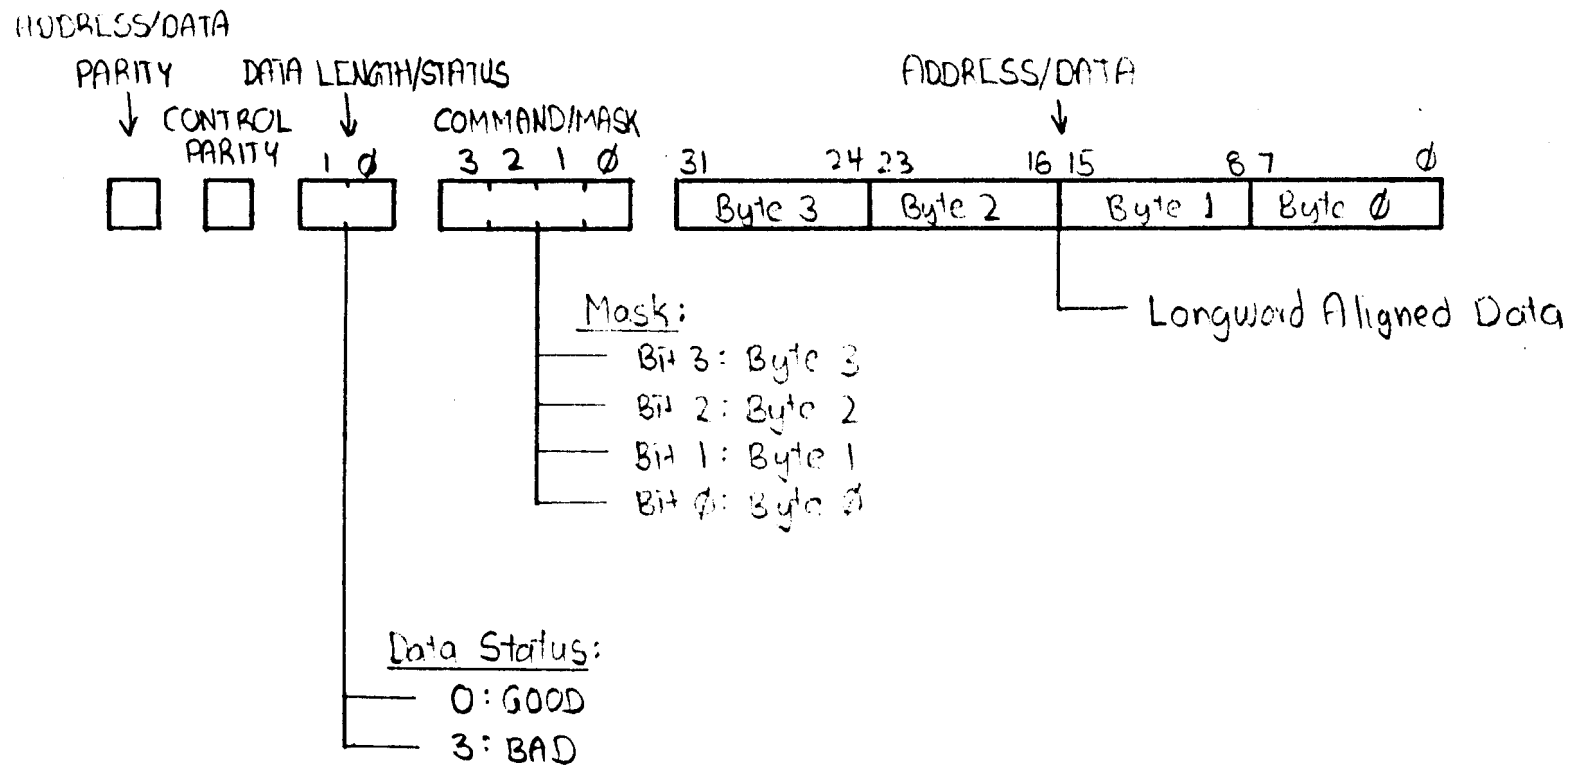 ADDRESS/DATA
PARITY
DATA LENGTH/STATUS
ADDRESS/DATA
CONTROL
PARITY
COMMAND/MASK
1 Ø
3 2 1 Ø
31 24 23 16 15 8 7 Ø
Byte 3 Byte 2 Byte 1 Byte Ø
Mask:
Longword Aligned Data
Bit 3: Byte 3
Bit 2: Byte 2
Bit 1: Byte 1
Bit Ø: Byte Ø
Data Status:
0: GOOD
3: BAD